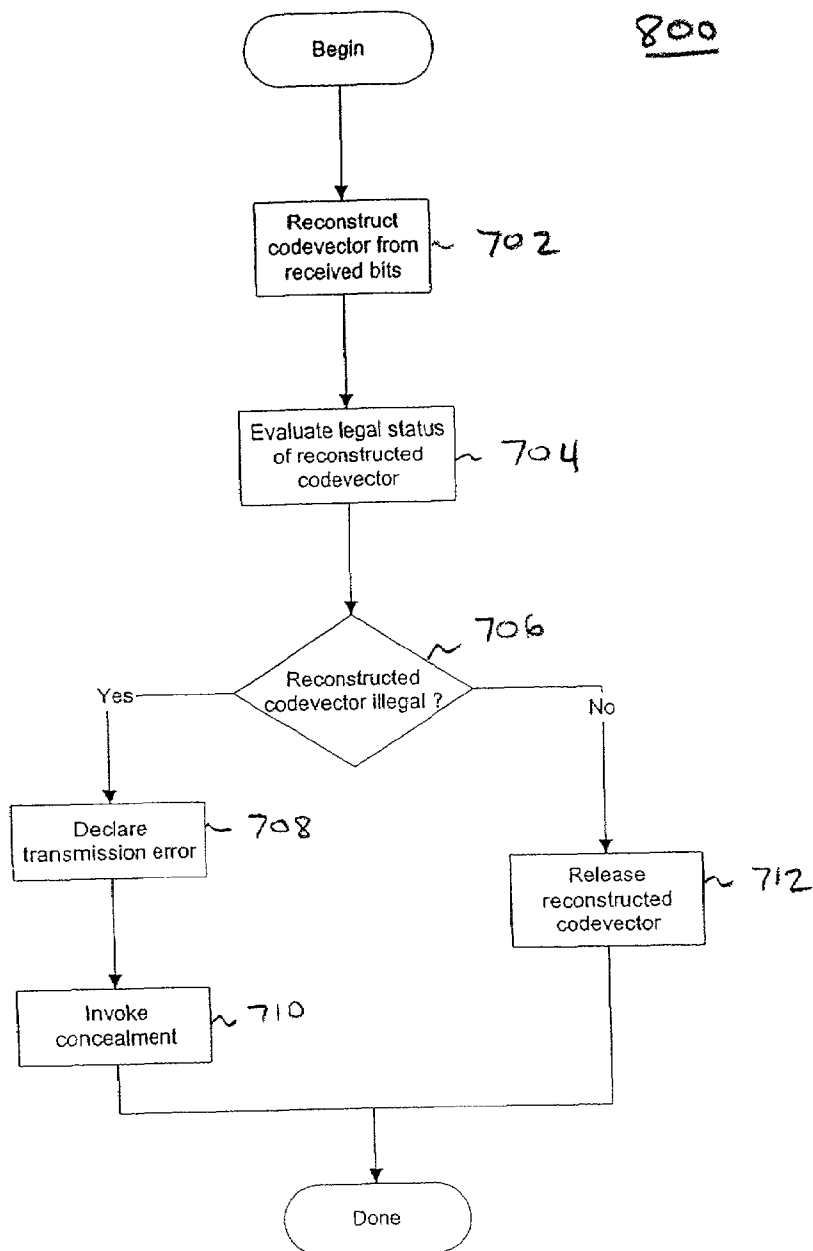 800
Begin
Reconstruct
codevector from
received bits
702
Evaluate legal status
of reconstructed
codevector
704
706
Reconstructed
codevector illegal ?
Yes
No
Declare
transmission error
708
Release
reconstructed
codevector
712
Invoke
concealment
710
Done